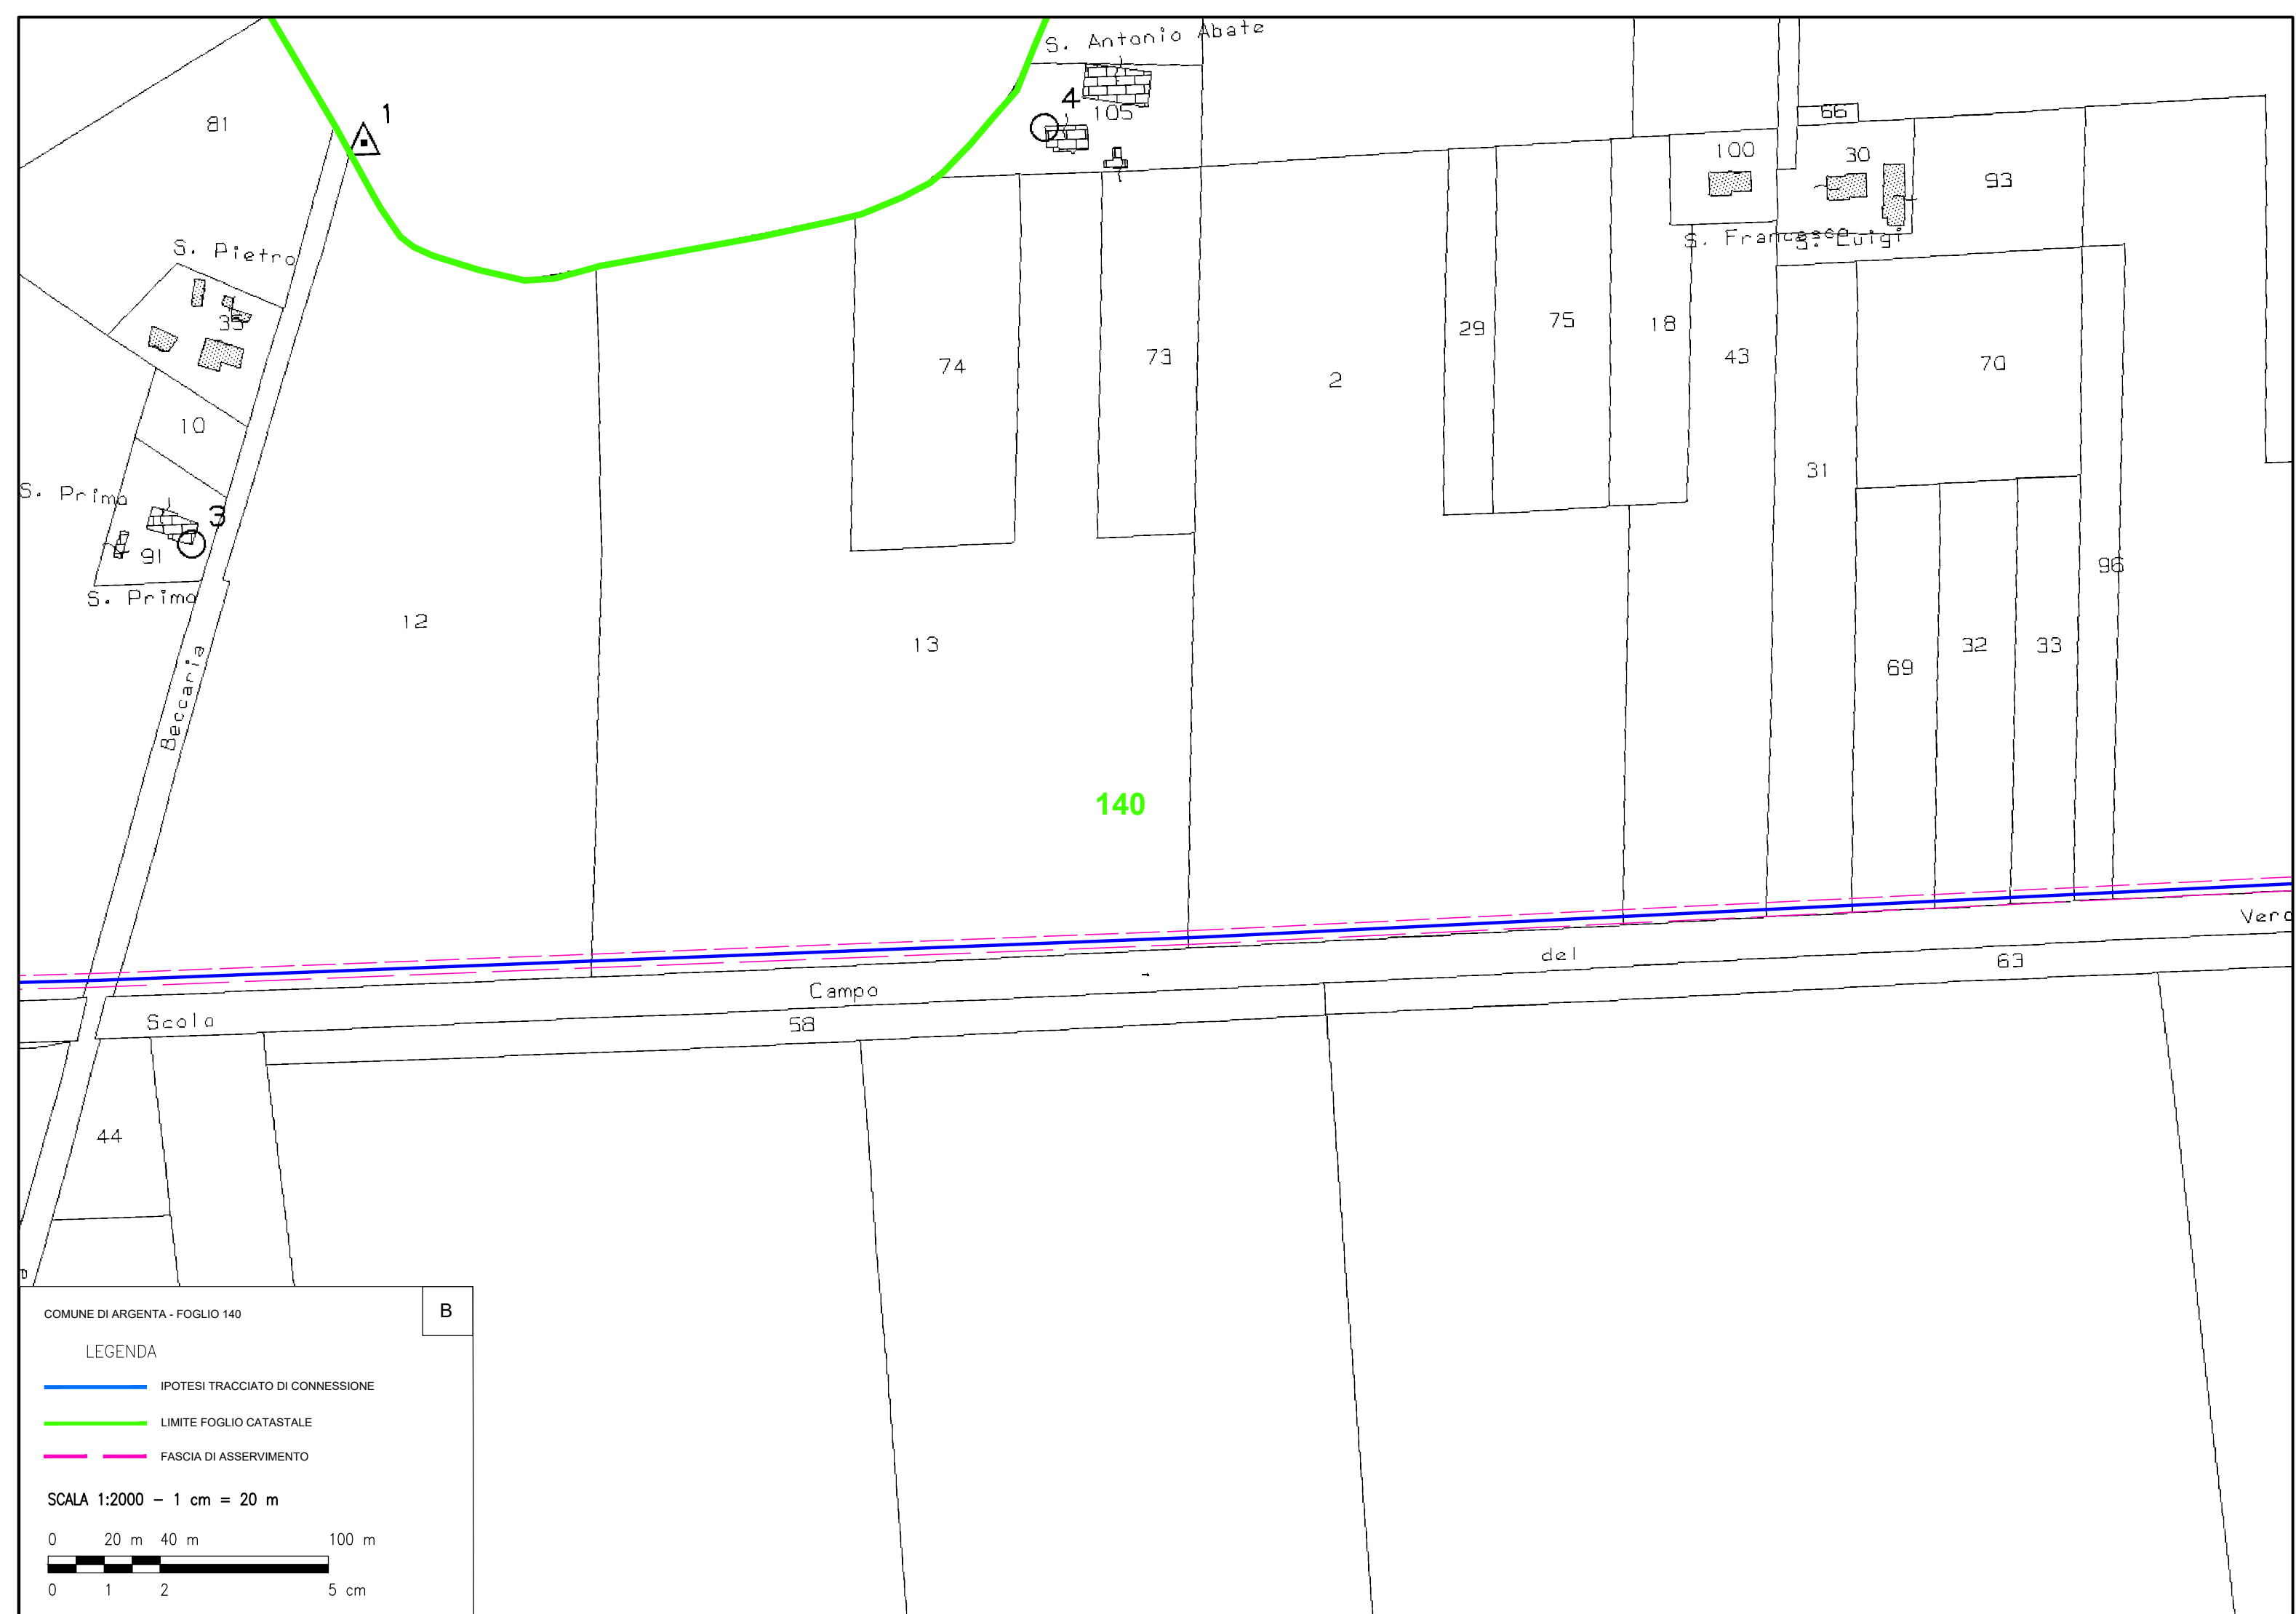 S. Antonio Abate
81
1
4
105
66
100
30
93
S. Pietro
S. Francesco
S. Luigi
35
29
75
18
43
70
74
73
2
10
31
S. Primo
3
91
96
S. Primo
12
13
32
33
69
Beccaria
140
Vero
del
63
Campo
Scolo
58
44
COMUNE DI ARGENTA - FOGLIO 140
B
LEGENDA
IPOTESI TRACCIATO DI CONNESSIONE
LIMITE FOGLIO CATASTALE
FASCIA DI ASSERVIMENTO
SCALA 1:2000 – 1 cm = 20 m
0 20 m 40 m 100 m
0 1 2 5 cm